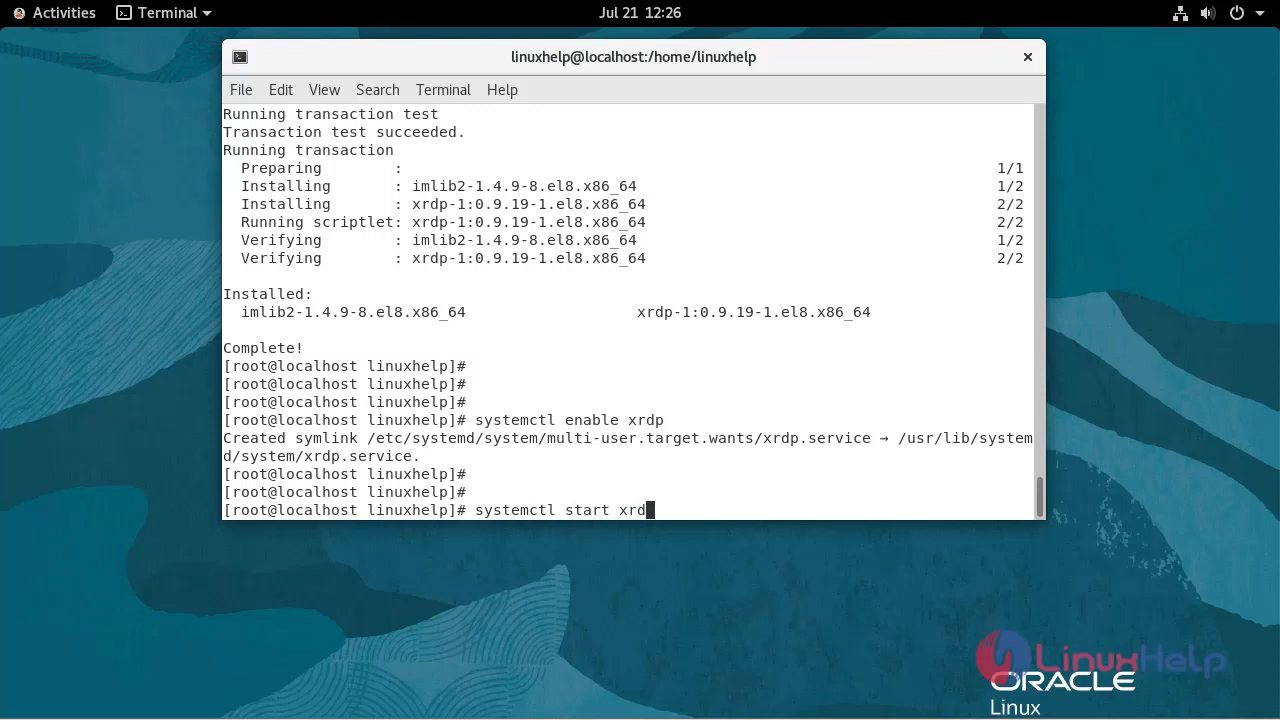 Activities Terminal Jul 21 12:26
linuxhelp@localhost:/home/linuxhelp
File Edit View Search Terminal Help
Running transaction test
Transaction test succeeded.
Running transaction
  Preparing        :                                                                  1/1
  Installing       : imlib2-1.4.9-8.el8.x86_64                                        1/2
  Installing       : xrdp-1:0.9.19-1.el8.x86_64                                       2/2
  Running scriptlet: xrdp-1:0.9.19-1.el8.x86_64                                       2/2
  Verifying        : imlib2-1.4.9-8.el8.x86_64                                        1/2
  Verifying        : xrdp-1:0.9.19-1.el8.x86_64                                       2/2
Installed:
  imlib2-1.4.9-8.el8.x86_64                   xrdp-1:0.9.19-1.el8.x86_64
Complete!
[root@localhost linuxhelp]#
[root@localhost linuxhelp]#
[root@localhost linuxhelp]#
[root@localhost linuxhelp]# systemctl enable xrdp
Created symlink /etc/systemd/system/multi-user.target.wants/xrdp.service → /usr/lib/system
d/system/xrdp.service.
[root@localhost linuxhelp]#
[root@localhost linuxhelp]#
[root@localhost linuxhelp]# systemctl start xrd
LinuxHelp
ORACLE
Linux